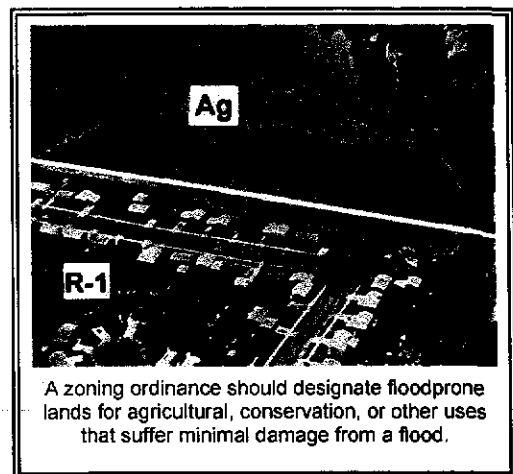 Ag
R-1
A zoning ordinance should designate floodprone
lands for agricultural, conservation, or other uses
that suffer minimal damage from a flood.